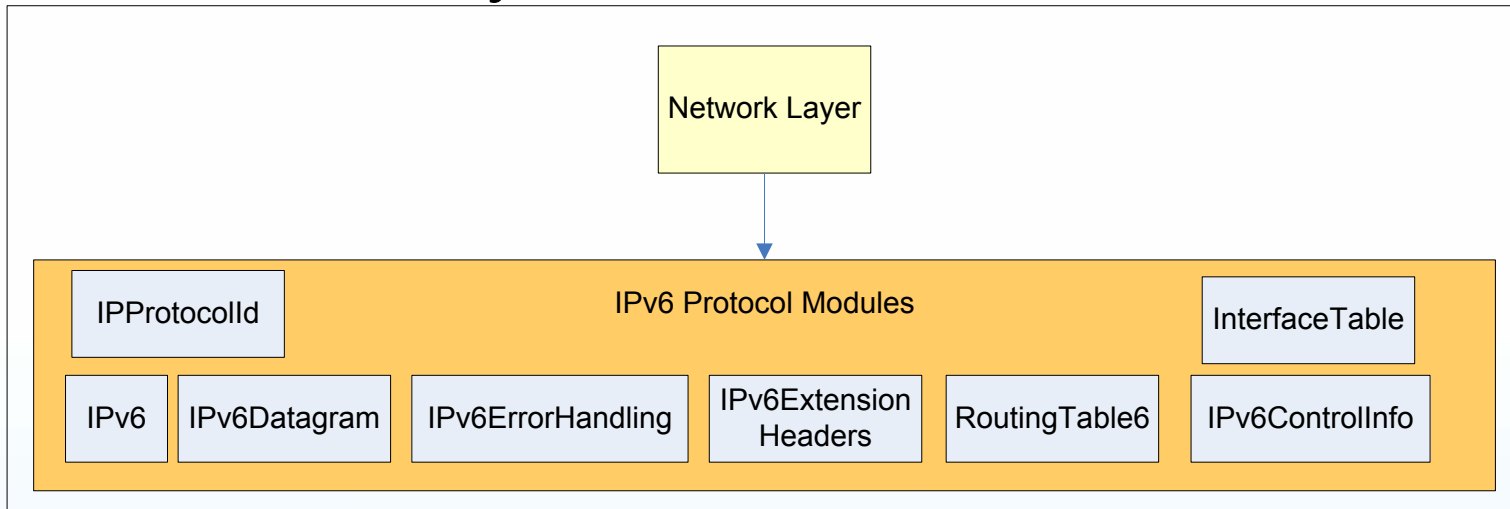 Network Layer
IPProtocolId
IPv6 Protocol Modules
InterfaceTable
IPv6
IPv6Datagram
IPv6ErrorHandling
IPv6Extension
Headers
RoutingTable6
IPv6ControlInfo